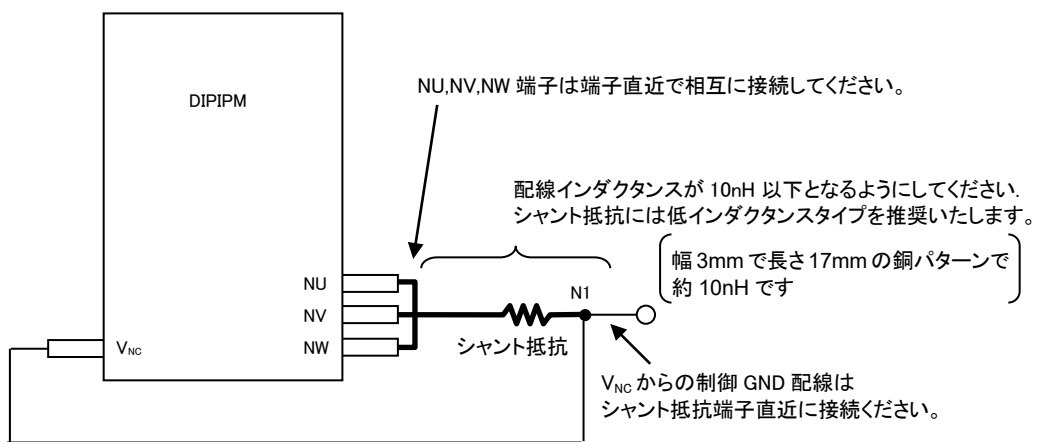 NU,NV,NW 端子は端子直近で相互に接続してください。
DIPIPM
配線インダクタンスが 10nH 以下となるようにしてください.
シャント抵抗には低インダクタンスタイプを推奨いたします。
幅 3mm で長さ 17mm の銅パターンで
約 10nH です
NU
N1
NV
VNC
NW
シャント抵抗
VNC からの制御 GND 配線は
シャント抵抗端子直近に接続ください。